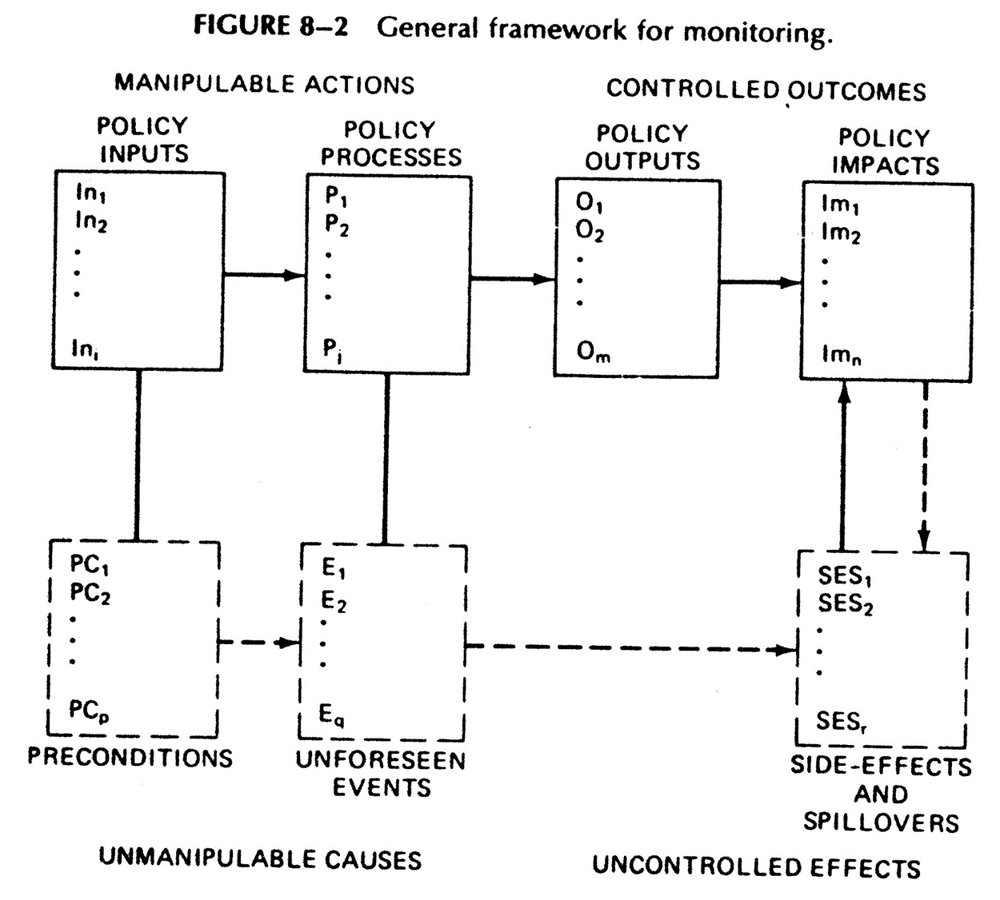 FIGURE 8–2 General framework for monitoring.
MANIPULABLE ACTIONS
CONTROLLED OUTCOMES
POLICY
INPUTS
POLICY
PROCESSES
POLICY
OUTPUTS
POLICY
IMPACTS
In₁
In₂
.
.
.
Inᵢ
P₁
P₂
.
.
.
Pⱼ
O₁
O₂
.
.
.
Oₘ
Im₁
Im₂
.
.
.
Imₙ
PC₁
PC₂
.
.
.
PCₚ
PRECONDITIONS
E₁
E₂
.
.
.
E_q
UNFORESEEN
EVENTS
SES₁
SES₂
.
.
.
SESᵣ
SIDE-EFFECTS
AND
SPILLOVERS
UNMANIPULABLE CAUSES
UNCONTROLLED EFFECTS